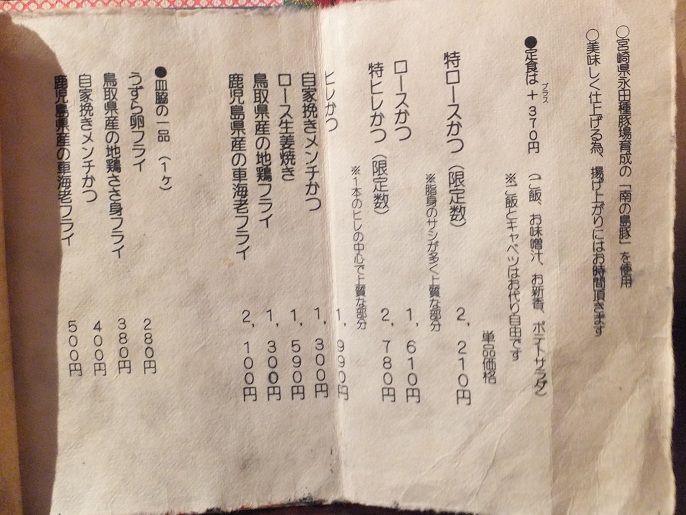 ○宮崎県永田種豚場育成の「南の島豚」を使用
○美味しく仕上げる為、揚げ上がりにはお時間頂きます
●定食は+370円 (ご飯、お味噌汁、お新香、ポテトサラダ)
プラス
※ご飯とキャベツはお代り自由です
単品価格
特ロースかつ(限定数) 2,210円
※脂身のサシが多く上質な部分
ロースかつ 1,610円
特ヒレかつ(限定数) 2,780円
※1本のヒレの中心で上質な部分
ヒレかつ 1,990円
自家挽きメンチかつ 1,300円
ロース生姜焼き 1,590円
鳥取県産の地鶏フライ 1,300円
鹿児島県産の車海老フライ 2,100円
●皿脇の一品(1ヶ)
うずら卵フライ 280円
鳥取県産の地鶏ささ身フライ 380円
自家挽きメンチかつ 400円
鹿児島県産の車海老フライ 500円